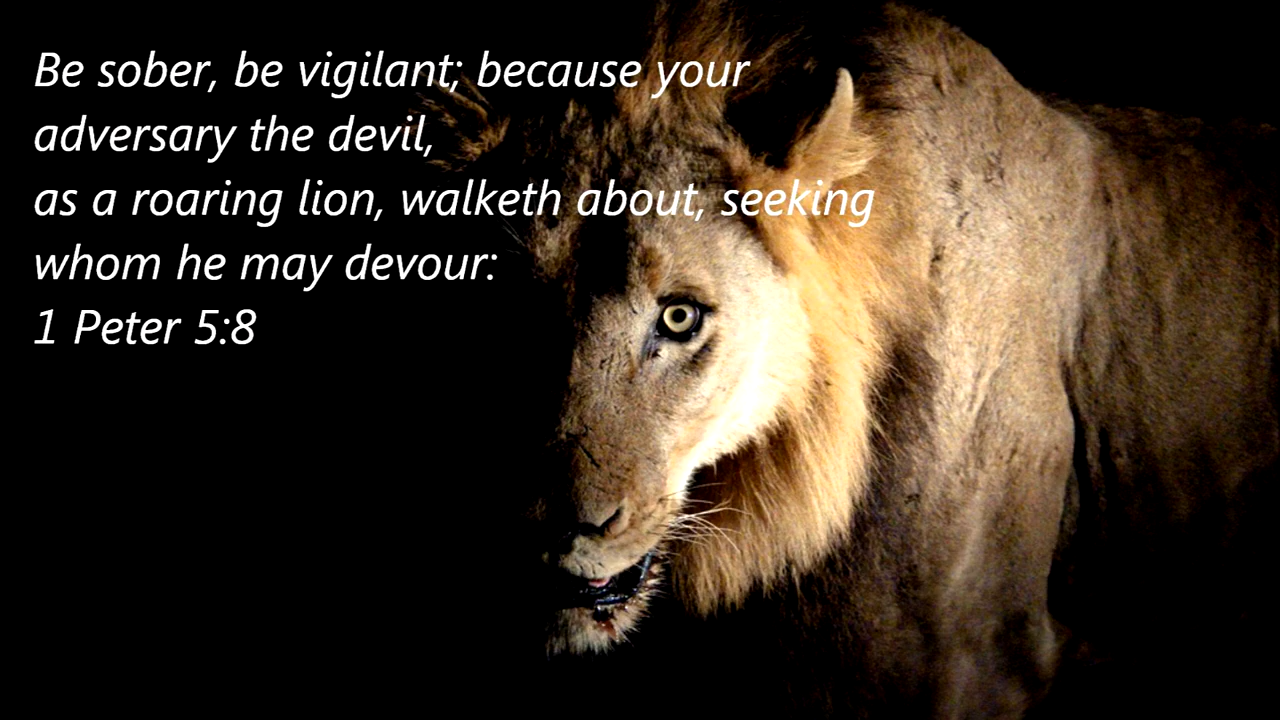 Be sober, be vigilant; because your
adversary the devil,
as a roaring lion, walketh about, seeking
whom he may devour:
1 Peter 5:8